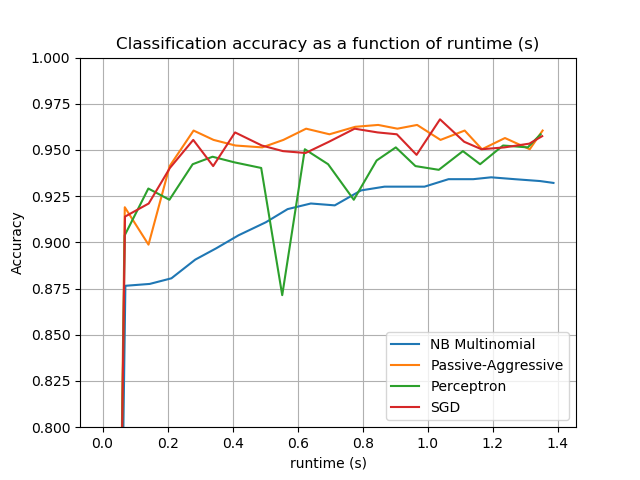 Classification accuracy as a function of runtime (s)
1.000
0.975
0.950
0.925
0.900
0.875
0.850
0.825
0.800
Accuracy
NB Multinomial
Passive-Aggressive
Perceptron
SGD
0.0 0.2 0.4 0.6 0.8 1.0 1.2 1.4
runtime (s)